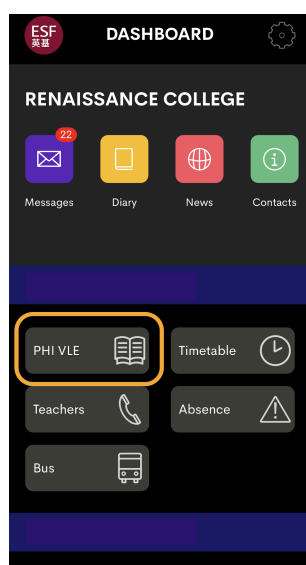 ESF
英基
DASHBOARD
RENAISSANCE COLLEGE
22
Messages Diary News Contacts
PHI VLE Timetable
Teachers Absence
Bus